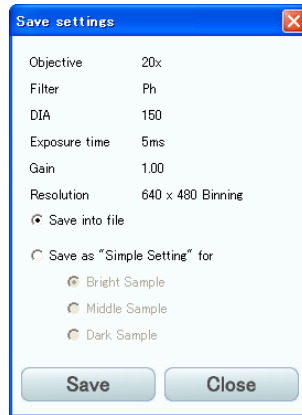 Save settings
Objective 20x
Filter Ph
DIA 150
Exposure time 5ms
Gain 1.00
Resolution 640 x 480 Binning
Save into file
Save as "Simple Setting" for
Bright Sample
Middle Sample
Dark Sample
Save Close